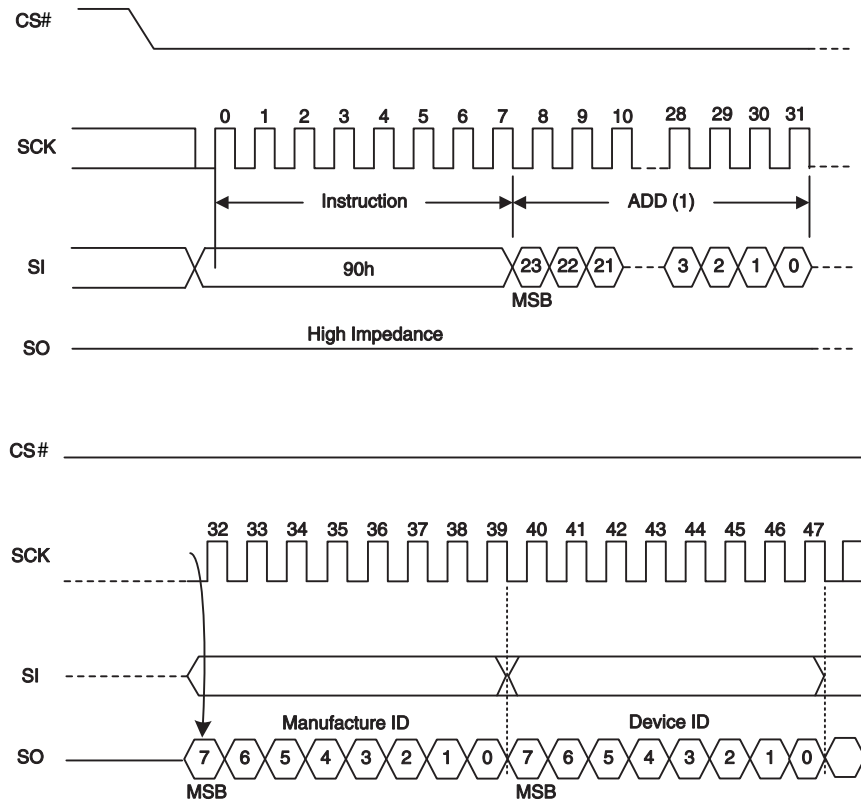 CS#
0 1 2 3 4 5 6 7 8 9 10 28 29 30 31
SCK
Instruction ADD (1)
SI 90h 23 22 21 3 2 1 0
MSB
High Impedance
SO
CS#
32 33 34 35 36 37 38 39 40 41 42 43 44 45 46 47
SCK
SI
Manufacture ID Device ID
SO 7 6 5 4 3 2 1 0 7 6 5 4 3 2 1 0
MSB MSB